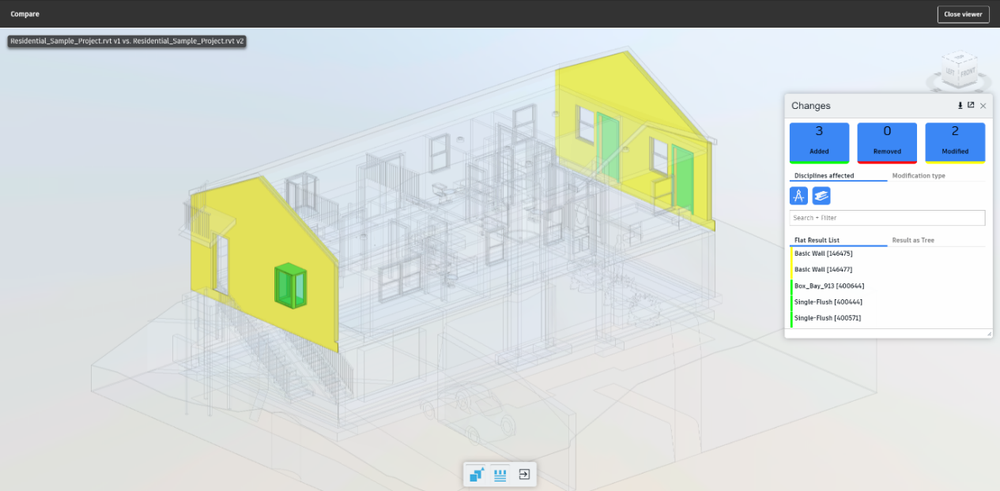 Compare
Close viewer
Residential_Sample_Project.rvt v1 vs. Residential_Sample_Project.rvt v2
TOP
LEFT
FRONT
Changes
3
0
2
Added
Removed
Modified
Disciplines affected
Modification type
Search + Filter
Flat Result List
Result as Tree
Basic Wall [146475]
Basic Wall [146477]
Box_Bay_913 [400644]
Single-Flush [400444]
Single-Flush [400571]